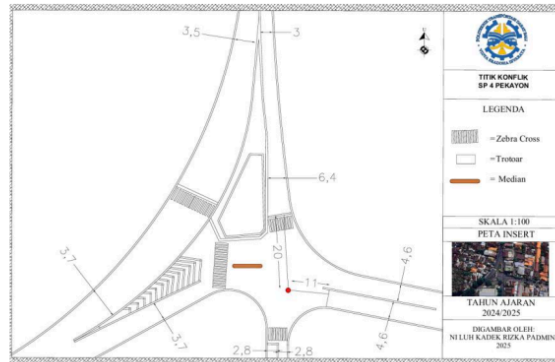 3,5
3
6,4
20
11
4,6
4,6
3,7
3,7
2,8
2,8
TITIK KONFLIK
SP 4 PEKAYON
LEGENDA
=Zebra Cross
=Trotoar
= Median
SKALA 1:100
PETA INSERT
TAHUN AJARAN
2024/2025
DIGAMBAR OLEH:
NI LUH KADEK RIZKA PADMIN
2025